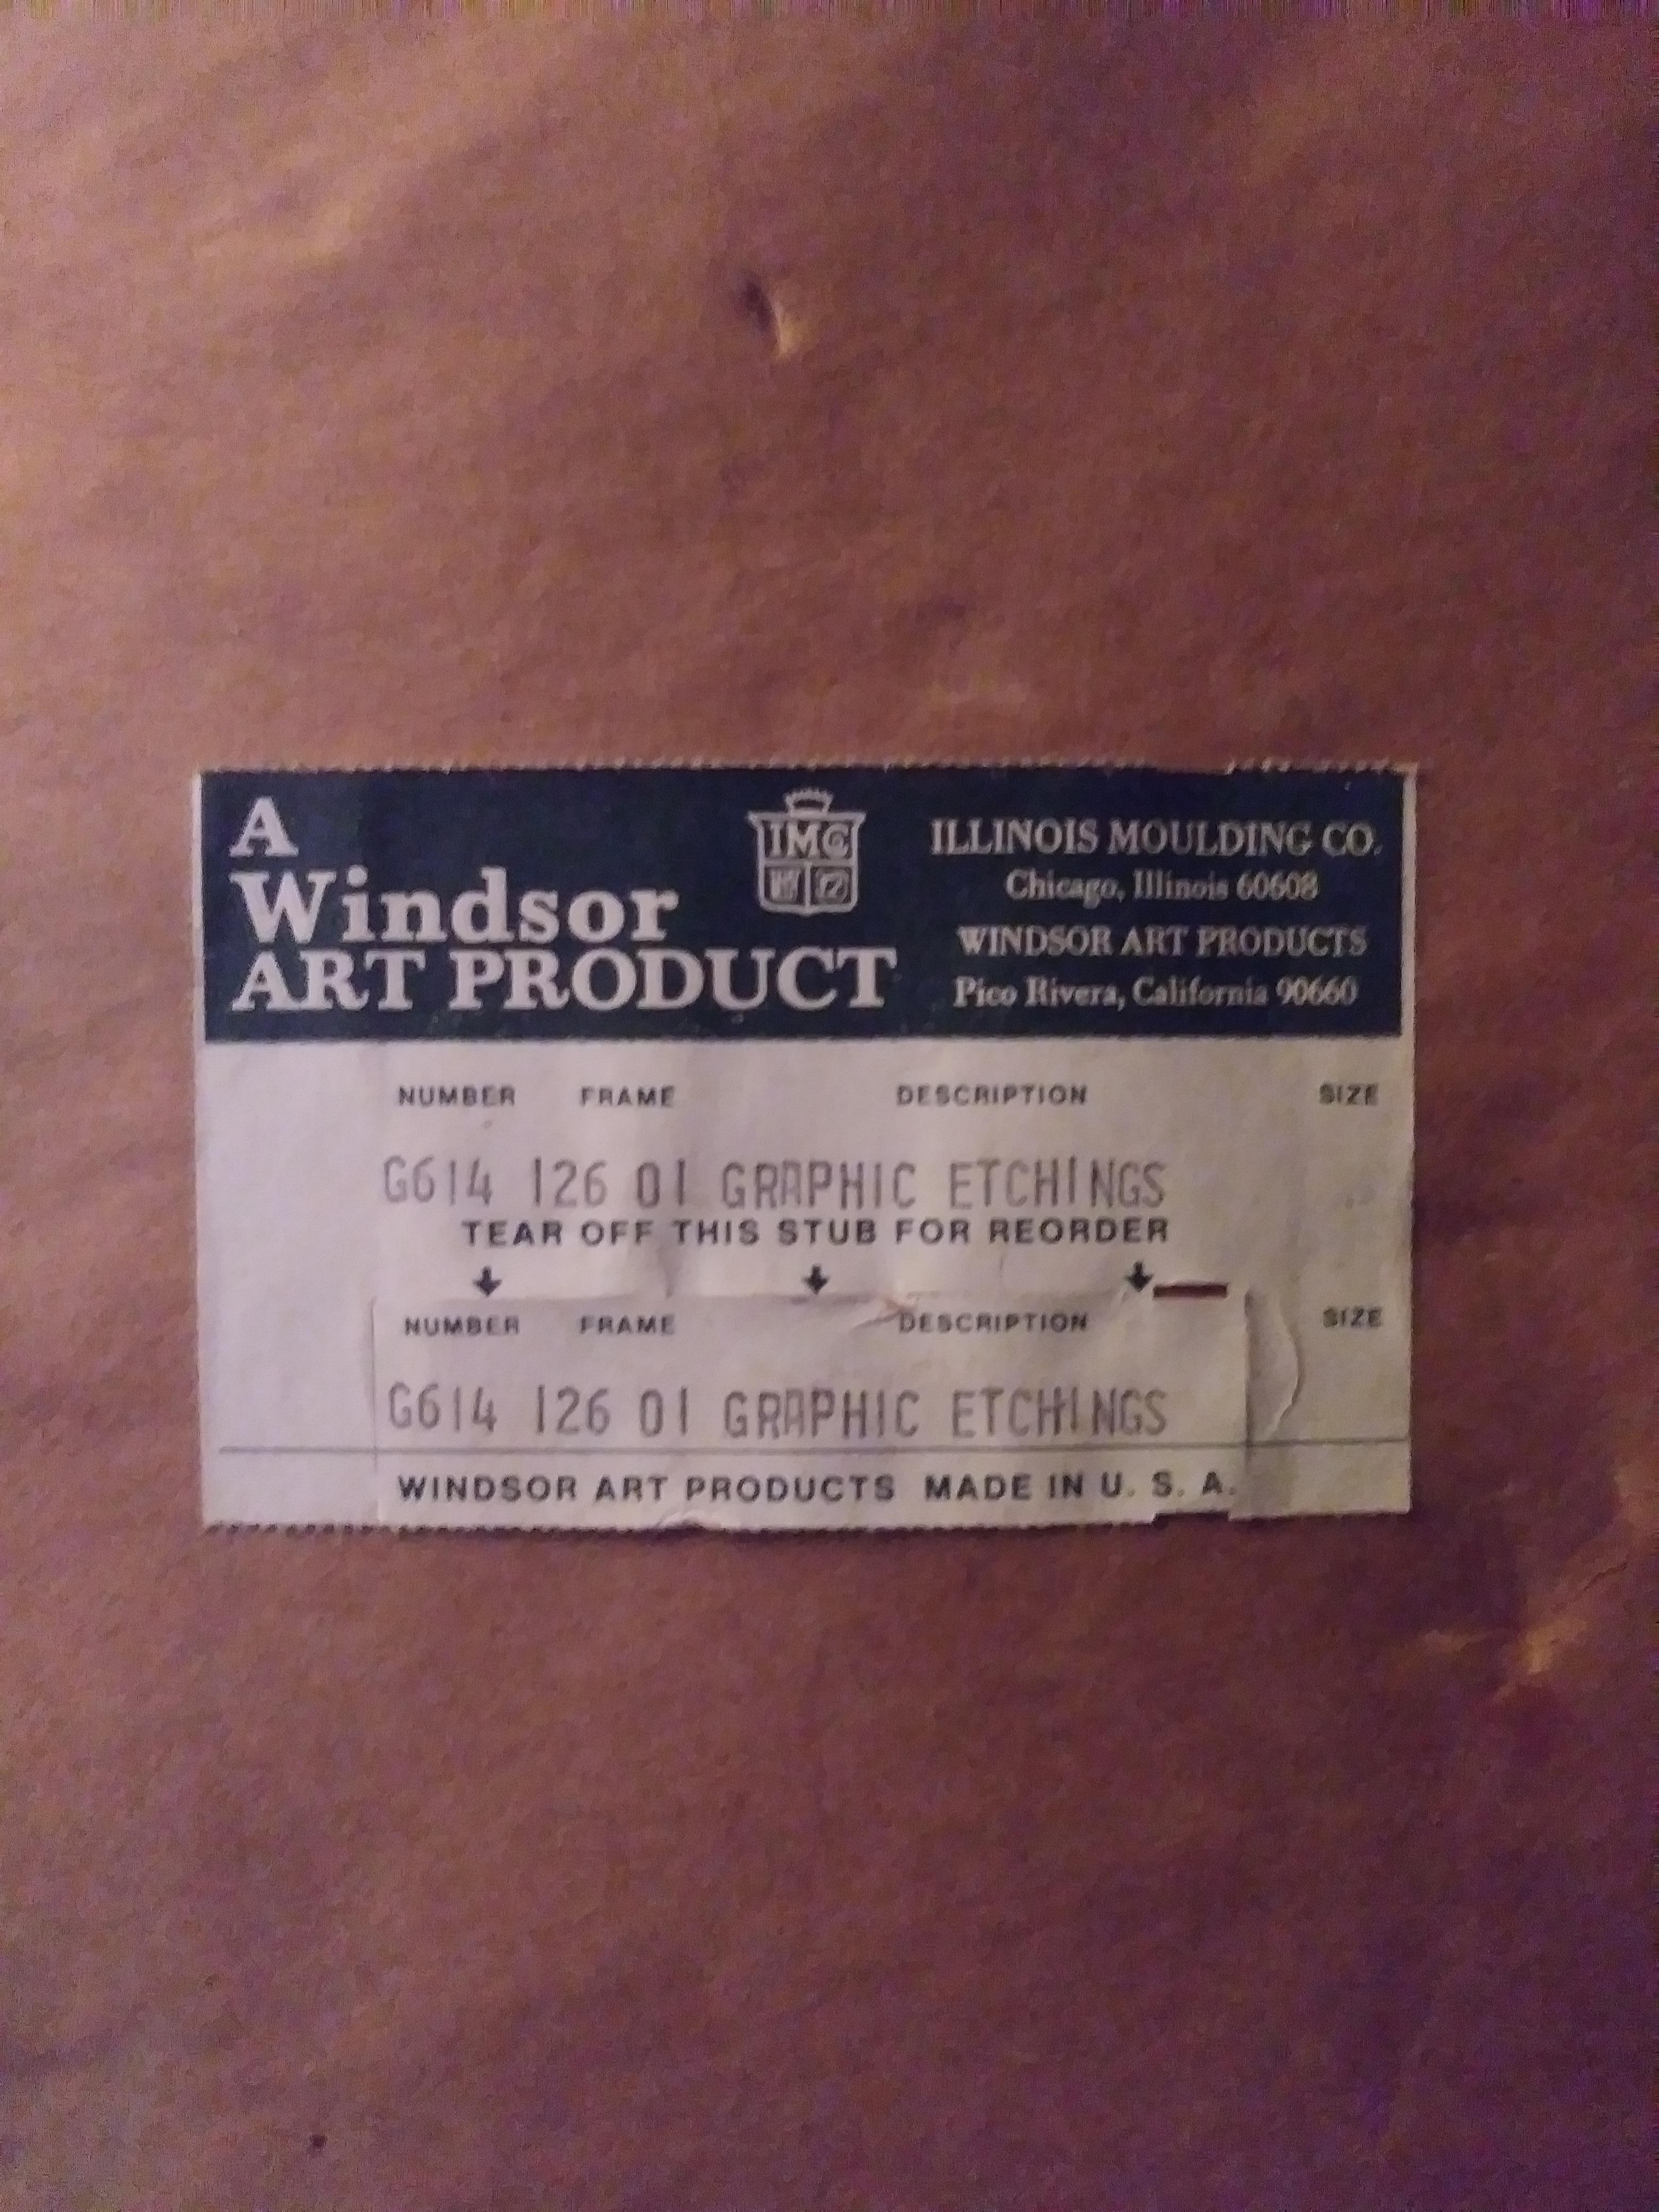 A
Windsor
ART PRODUCT
IMC
ILLINOIS MOULDING CO.
Chicago, Illinois 60608
WINDSOR ART PRODUCTS
Pico Rivera, California 90660
NUMBER FRAME DESCRIPTION SIZE
G614 126 01 GRAPHIC ETCHINGS
TEAR OFF THIS STUB FOR REORDER
NUMBER FRAME DESCRIPTION SIZE
G614 126 01 GRAPHIC ETCHINGS
WINDSOR ART PRODUCTS MADE IN U. S. A.